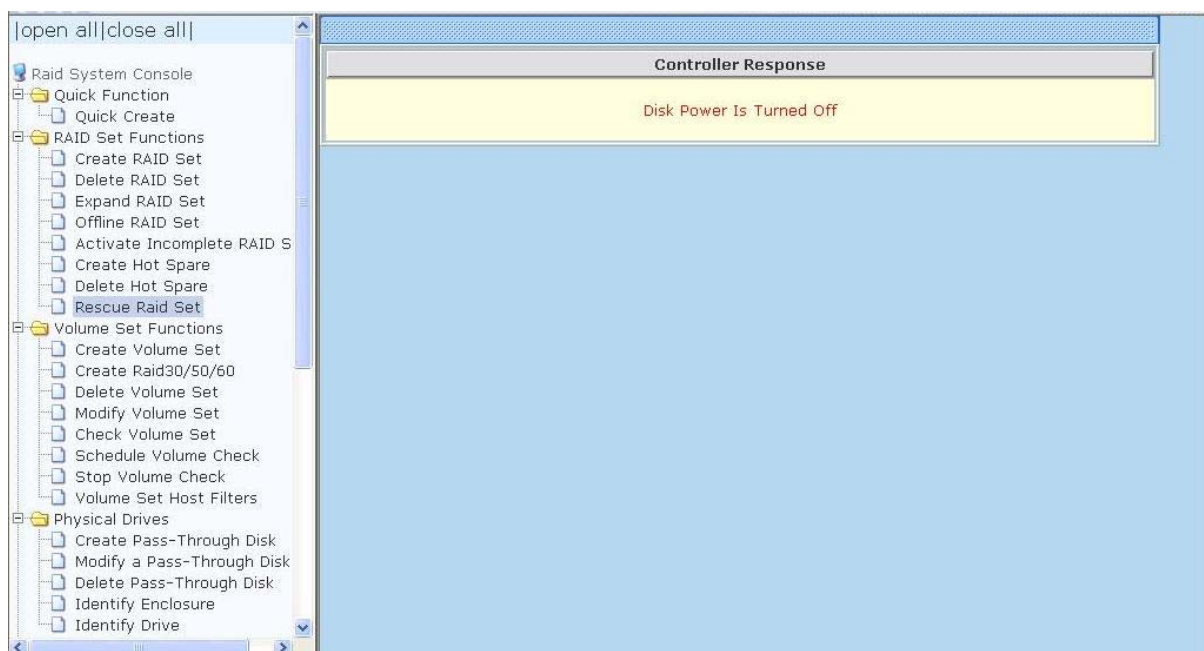 |open all|close all|
Raid System Console
Quick Function
Quick Create
RAID Set Functions
Create RAID Set
Delete RAID Set
Expand RAID Set
Offline RAID Set
Activate Incomplete RAID S
Create Hot Spare
Delete Hot Spare
Rescue Raid Set
Volume Set Functions
Create Volume Set
Create Raid30/50/60
Delete Volume Set
Modify Volume Set
Check Volume Set
Schedule Volume Check
Stop Volume Check
Volume Set Host Filters
Physical Drives
Create Pass-Through Disk
Modify a Pass-Through Disk
Delete Pass-Through Disk
Identify Enclosure
Identify Drive
Controller Response
Disk Power Is Turned Off